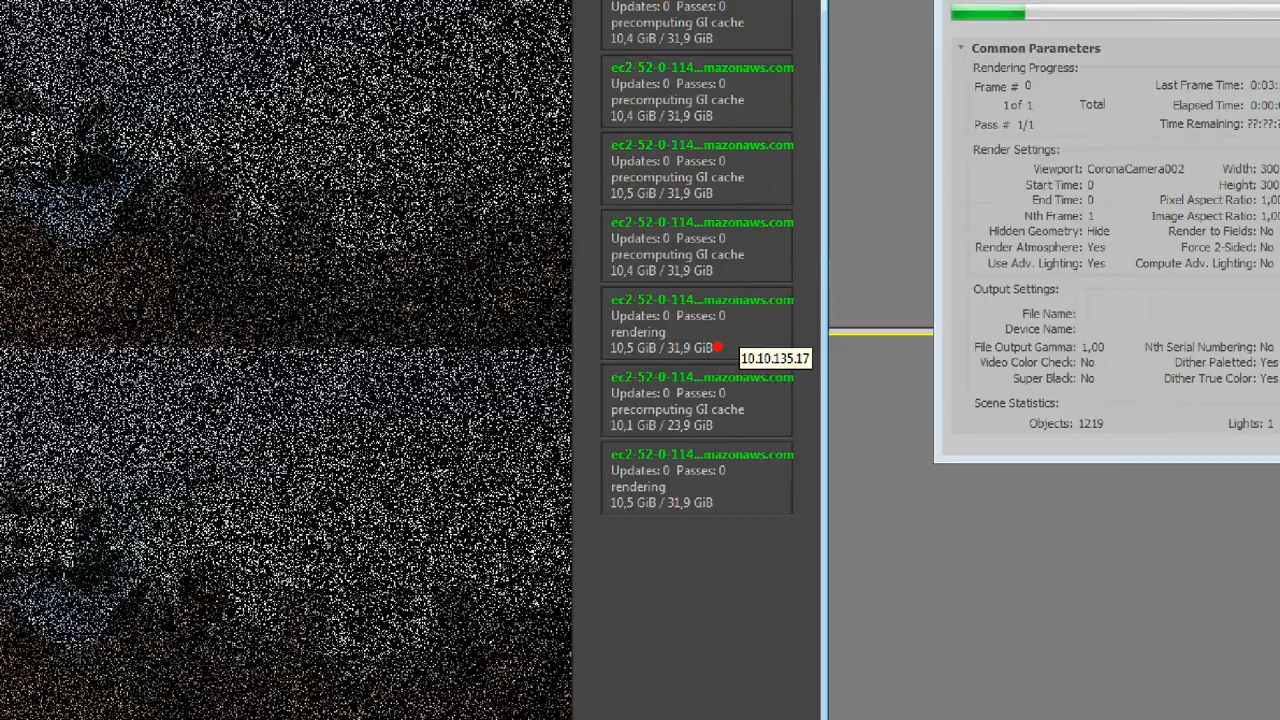 Updates: 0 Passes: 0
precomputing GI cache
10,4 GiB / 31,9 GiB
ec2-52-0-114...mazonaws.com
Updates: 0 Passes: 0
precomputing GI cache
10,4 GiB / 31,9 GiB
ec2-52-0-114...mazonaws.com
Updates: 0 Passes: 0
precomputing GI cache
10,5 GiB / 31,9 GiB
ec2-52-0-114...mazonaws.com
Updates: 0 Passes: 0
precomputing GI cache
10,4 GiB / 31,9 GiB
ec2-52-0-114...mazonaws.com
Updates: 0 Passes: 0
rendering
10,5 GiB / 31,9 GiB
10.10.135.17
ec2-52-0-114...mazonaws.com
Updates: 0 Passes: 0
precomputing GI cache
10,1 GiB / 23,9 GiB
ec2-52-0-114...mazonaws.com
Updates: 0 Passes: 0
rendering
10,5 GiB / 31,9 GiB
Common Parameters
Rendering Progress:
Frame # 0 Last Frame Time: 0:03:
1 of 1 Total Elapsed Time: 0:00:
Pass # 1/1 Time Remaining: ??:??:?
Render Settings:
Viewport: CoronaCamera002 Width: 300
Start Time: 0 Height: 300
End Time: 0 Pixel Aspect Ratio: 1,00
Nth Frame: 1 Image Aspect Ratio: 1,00
Hidden Geometry: Hide Render to Fields: No
Render Atmosphere: Yes Force 2-Sided: No
Use Adv. Lighting: Yes Compute Adv. Lighting: No
Output Settings:
File Name:
Device Name:
File Output Gamma: 1,00 Nth Serial Numbering: No
Video Color Check: No Dither Paletted: Yes
Super Black: No Dither True Color: Yes
Scene Statistics:
Objects: 1219 Lights: 1